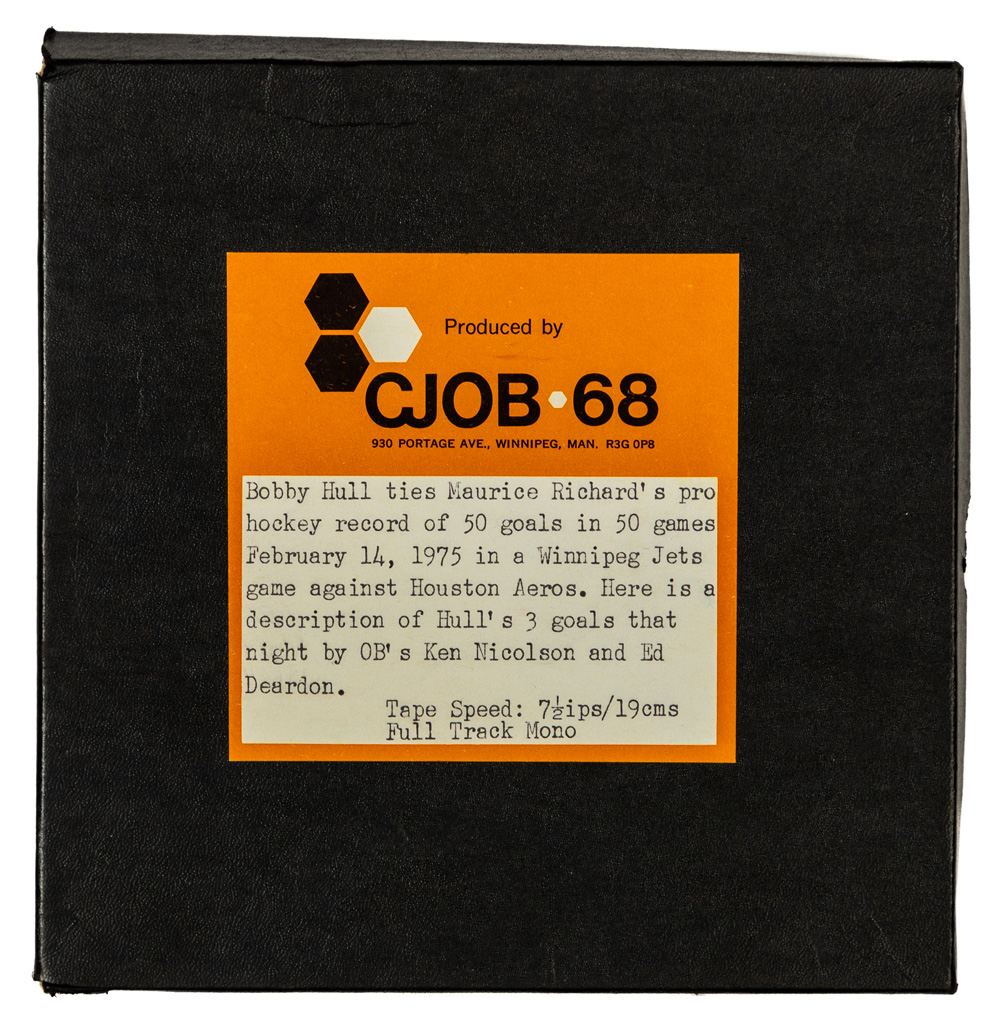 Produced by
CJOB•68
930 PORTAGE AVE., WINNIPEG, MAN. R3G 0P8
Bobby Hull ties Maurice Richard's pro
hockey record of 50 goals in 50 games
February 14, 1975 in a Winnipeg Jets
game against Houston Aeros. Here is a
description of Hull's 3 goals that
night by OB's Ken Nicolson and Ed
Deardon.
Tape Speed: 7½ips/19cms
Full Track Mono